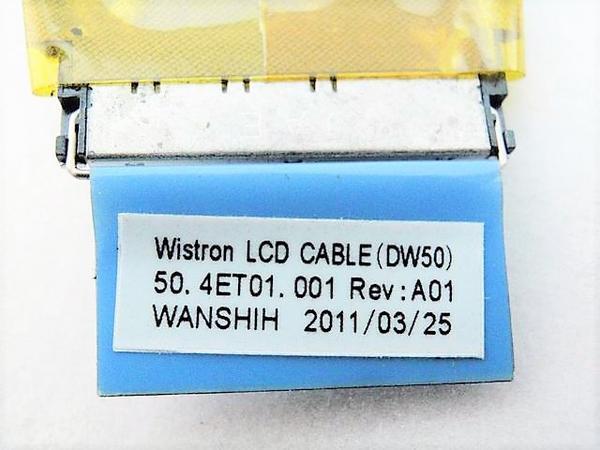 Wistron LCD CABLE(DW50)
50.4ET01.001 Rev:A01
WANSHIH 2011/03/25